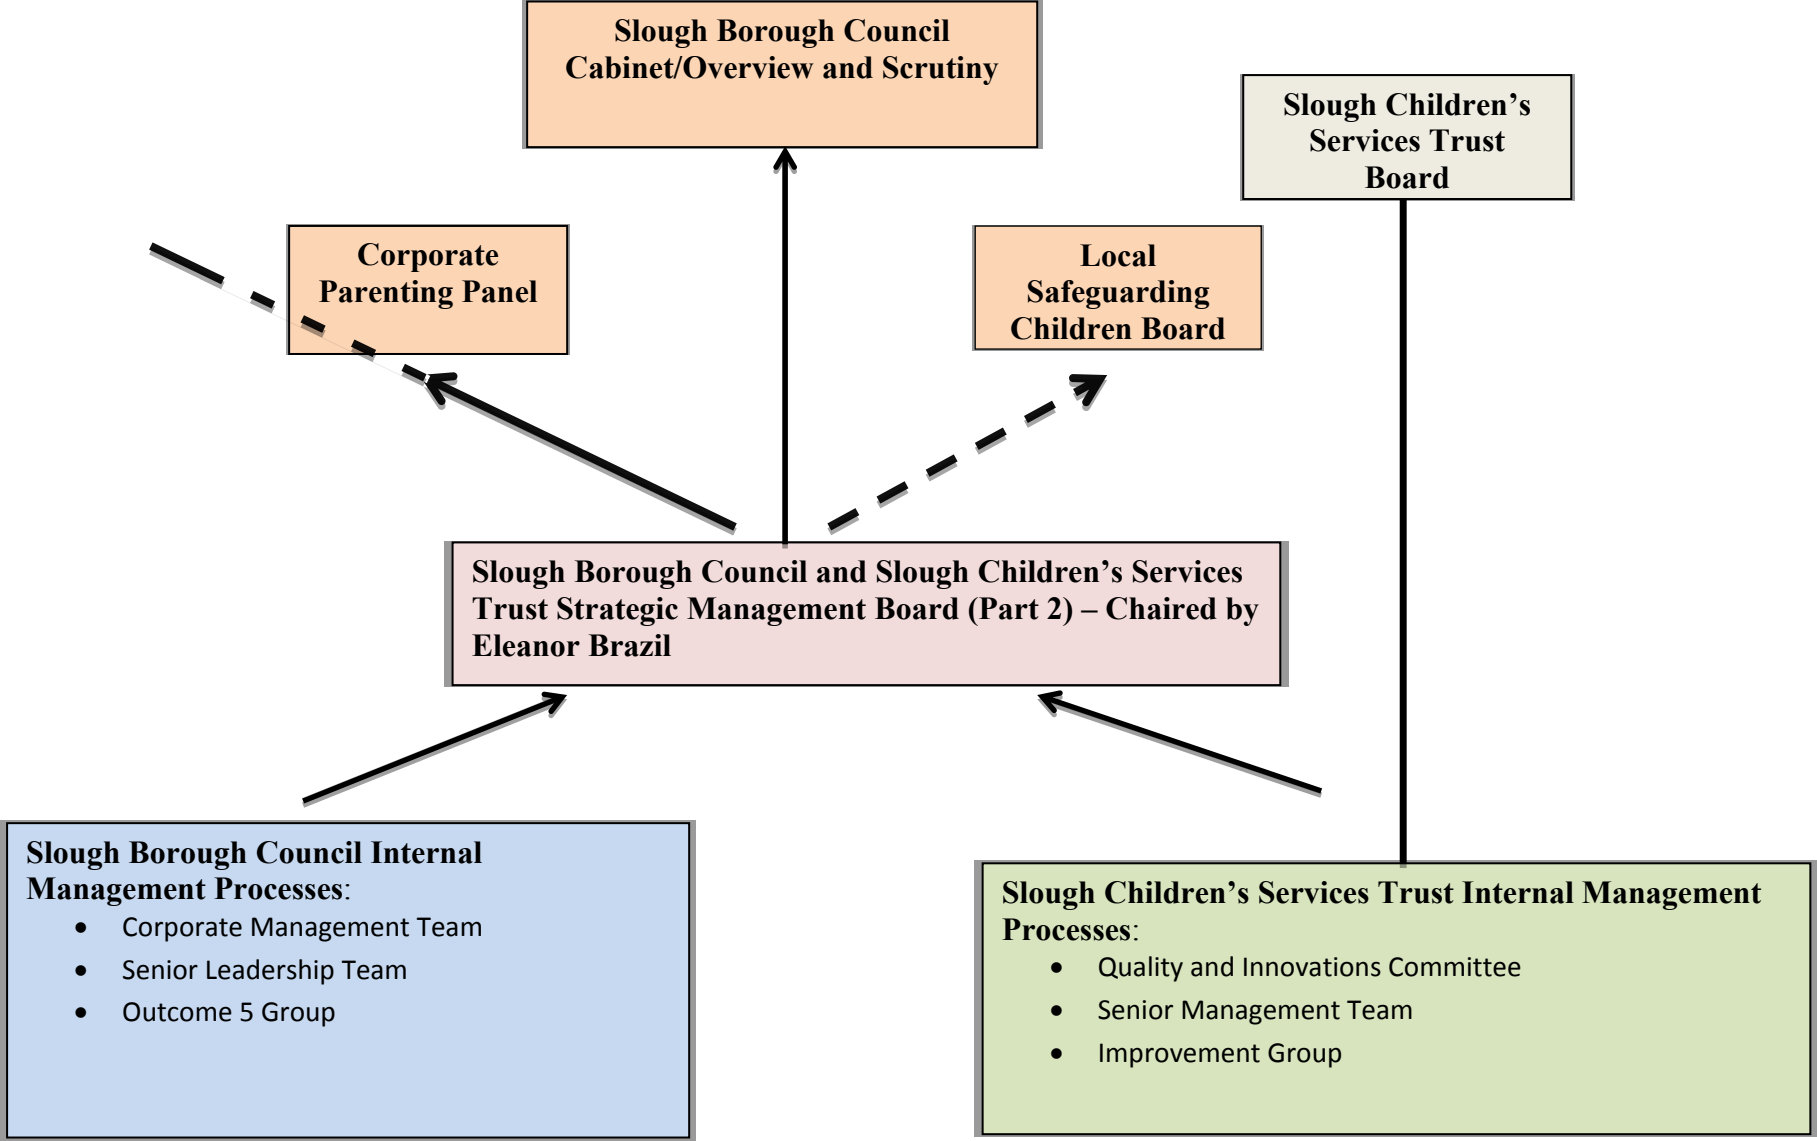 Slough Borough Council
Cabinet/Overview and Scrutiny
Slough Children’s
Services Trust
Board
Corporate
Parenting Panel
Local
Safeguarding
Children Board
Slough Borough Council and Slough Children’s Services
Trust Strategic Management Board (Part 2) – Chaired by
Eleanor Brazil
Slough Borough Council Internal
Management Processes:
• Corporate Management Team
• Senior Leadership Team
• Outcome 5 Group
Slough Children’s Services Trust Internal Management
Processes:
• Quality and Innovations Committee
• Senior Management Team
• Improvement Group